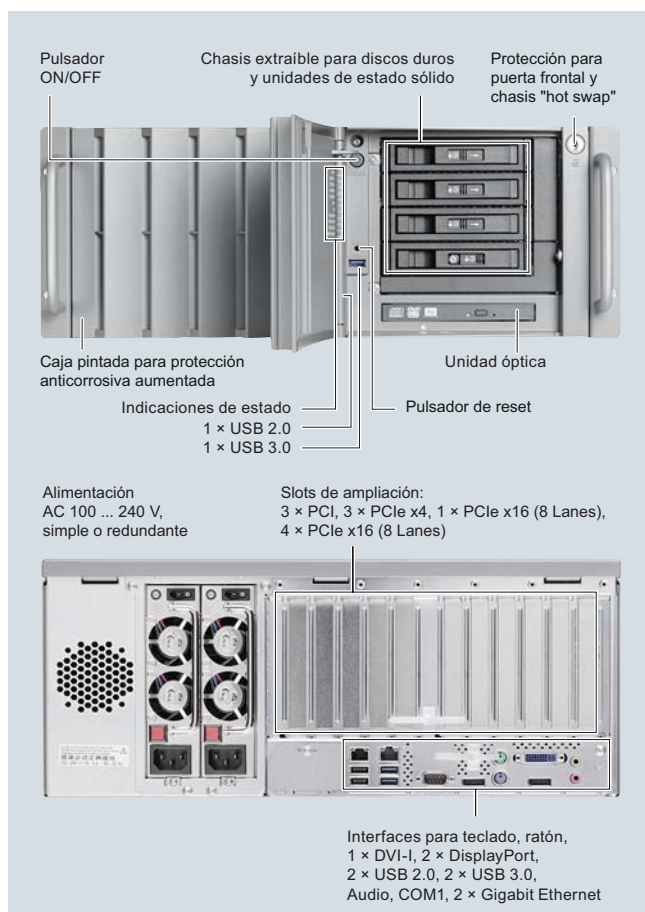 Pulsador
ON/OFF
Chasis extraíble para discos duros
y unidades de estado sólido
Protección para
puerta frontal y
chasis "hot swap"
Caja pintada para protección
anticorrosiva aumentada
Unidad óptica
Indicaciones de estado
1 × USB 2.0
1 × USB 3.0
Pulsador de reset
Alimentación
AC 100 ... 240 V,
simple o redundante
Slots de ampliación:
3 × PCI, 3 × PCIe x4, 1 × PCIe x16 (8 Lanes),
4 × PCIe x16 (8 Lanes)
Interfaces para teclado, ratón,
1 × DVI-I, 2 × DisplayPort,
2 × USB 2.0, 2 × USB 3.0,
Audio, COM1, 2 × Gigabit Ethernet